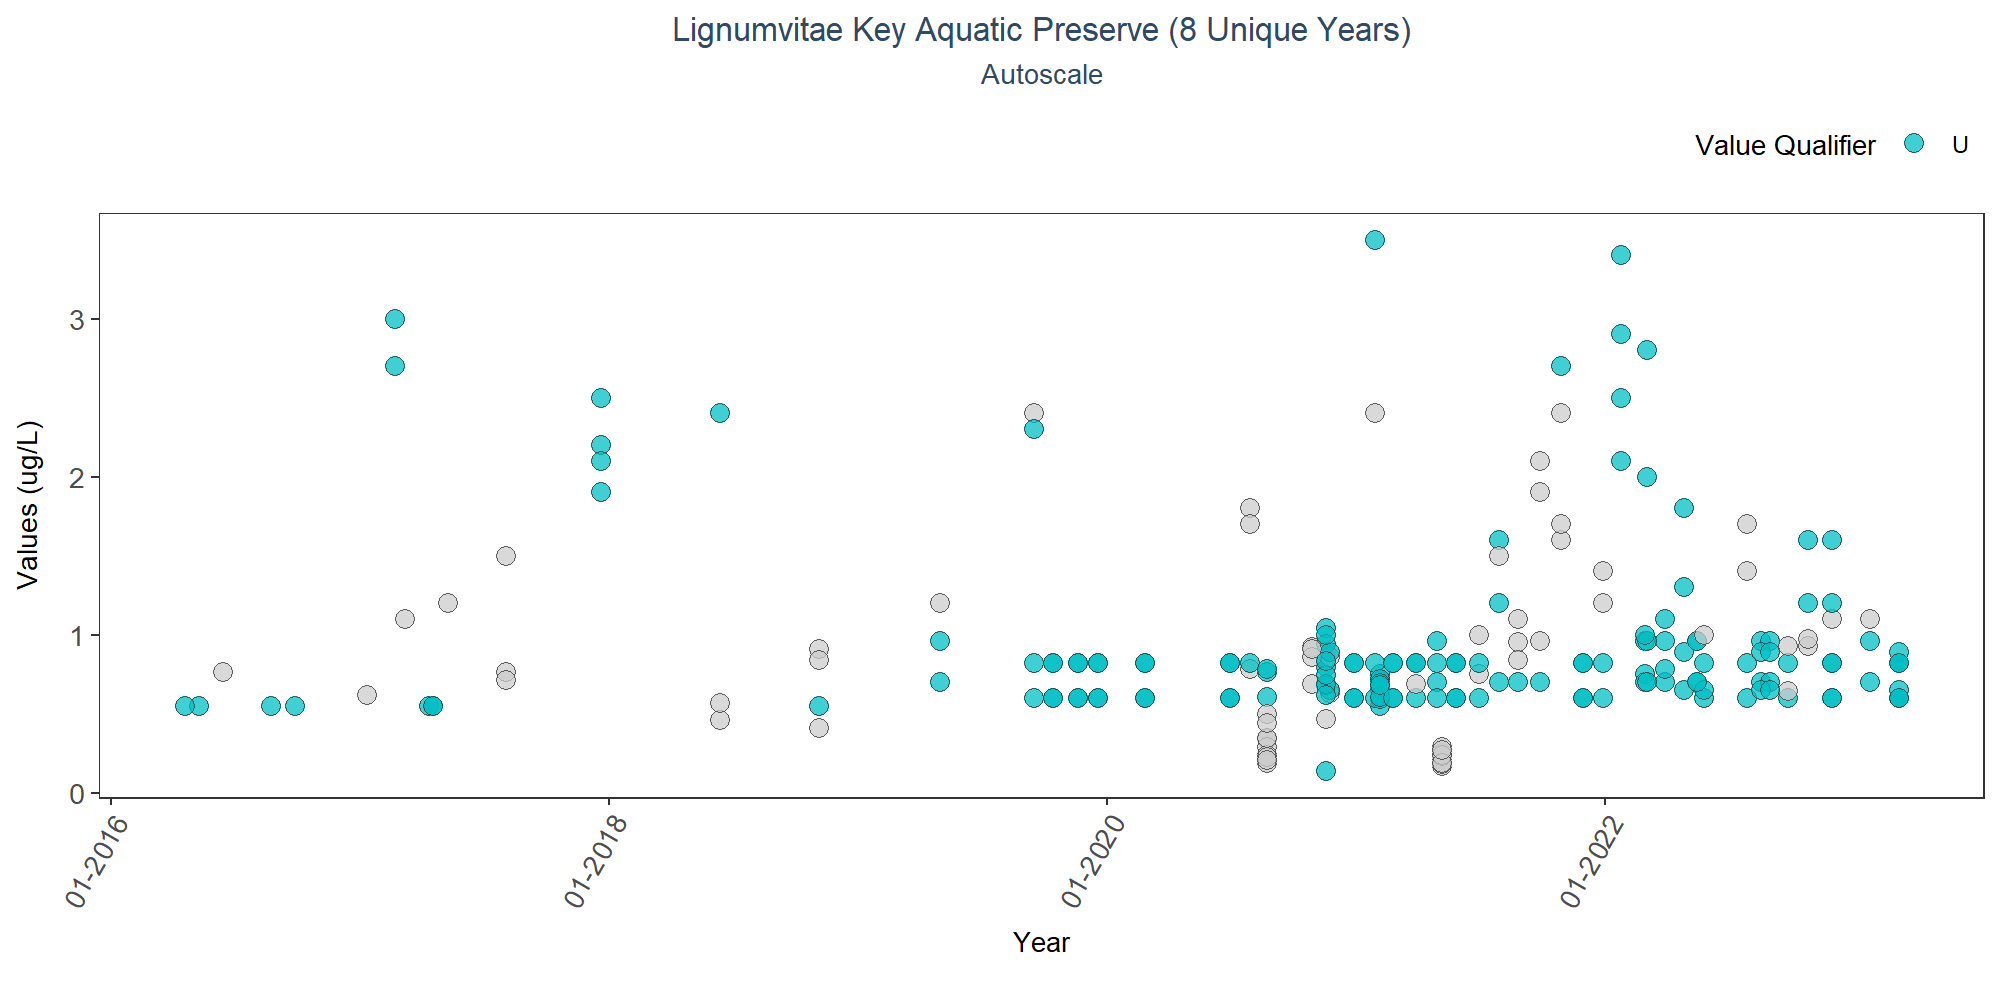 Lignumvitae Key Aquatic Preserve (8 Unique Years)
Autoscale
Value Qualifier U
Values (ug/L)
3
2
1
0
01-2016
01-2018
01-2020
01-2022
Year